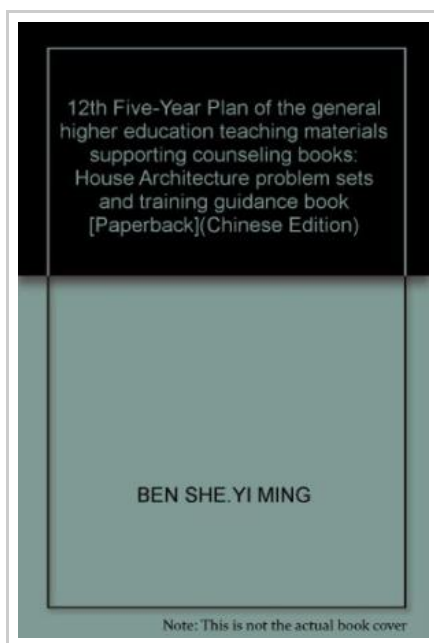 12th Five-Year Plan of the general
higher education teaching materials
supporting counseling books:
House Architecture problem sets
and training guidance book
[Paperback](Chinese Edition)
BEN SHE.YI MING
Note: This is not the actual book cover